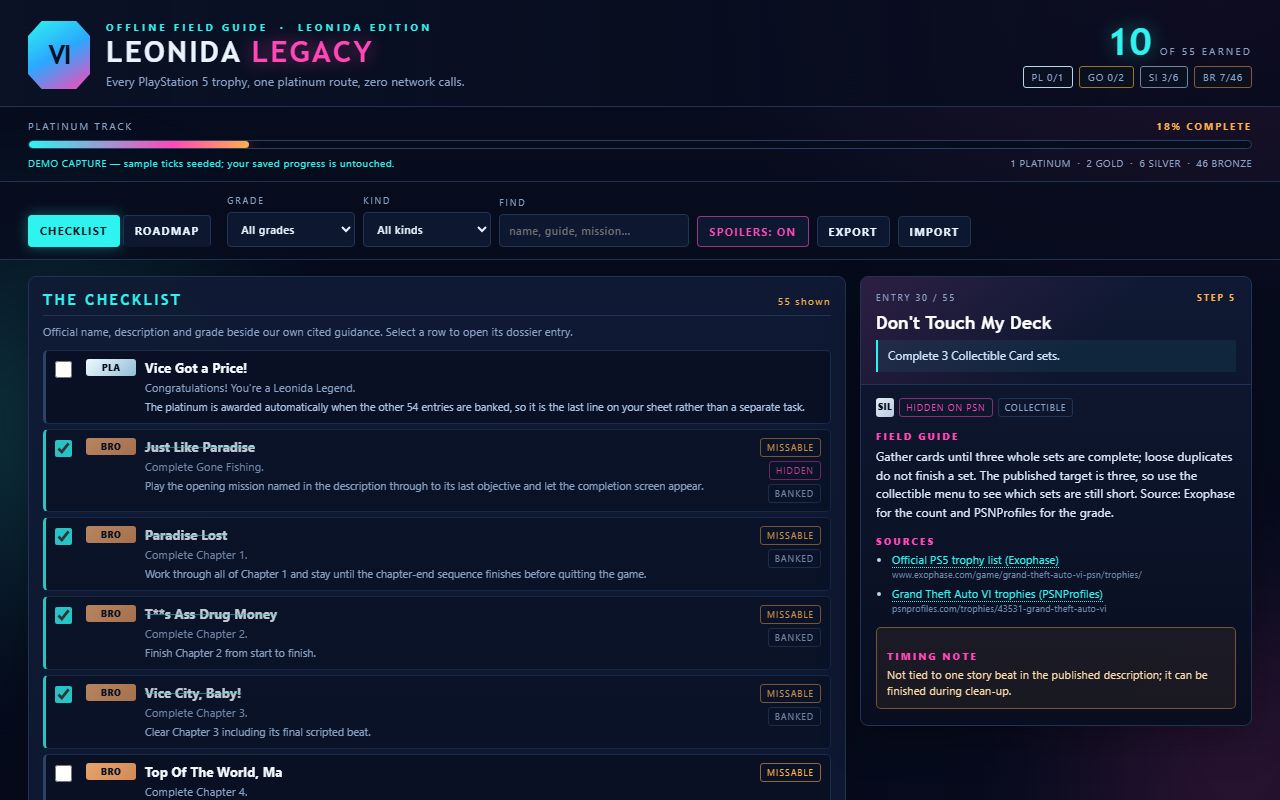 VI
OFFLINE FIELD GUIDE · LEONIDA EDITION
LEONIDA LEGACY
Every PlayStation 5 trophy, one platinum route, zero network calls.
10 OF 55 EARNED
PL 0/1
GO 0/2
SI 3/6
BR 7/46
PLATINUM TRACK
18% COMPLETE
DEMO CAPTURE — sample ticks seeded; your saved progress is untouched.
1 PLATINUM · 2 GOLD · 6 SILVER · 46 BRONZE
CHECKLIST
ROADMAP
GRADE
All grades
KIND
All kinds
FIND
name, guide, mission...
SPOILERS: ON
EXPORT
IMPORT
THE CHECKLIST
55 shown
Official name, description and grade beside our own cited guidance. Select a row to open its dossier entry.
PLA
Vice Got a Price!
Congratulations! You're a Leonida Legend.
The platinum is awarded automatically when the other 54 entries are banked, so it is the last line on your sheet rather than a separate task.
BRO
Just Like Paradise
Complete Gone Fishing.
Play the opening mission named in the description through to its last objective and let the completion screen appear.
MISSABLE
HIDDEN
BANKED
BRO
Paradise Lost
Complete Chapter 1.
Work through all of Chapter 1 and stay until the chapter-end sequence finishes before quitting the game.
MISSABLE
BANKED
BRO
T**s Ass Drug Money
Complete Chapter 2.
Finish Chapter 2 from start to finish.
MISSABLE
BANKED
BRO
Vice City, Baby!
Complete Chapter 3.
Clear Chapter 3 including its final scripted beat.
MISSABLE
BANKED
BRO
Top Of The World, Ma
Complete Chapter 4.
MISSABLE
ENTRY 30 / 55
STEP 5
Don't Touch My Deck
Complete 3 Collectible Card sets.
SIL
HIDDEN ON PSN
COLLECTIBLE
FIELD GUIDE
Gather cards until three whole sets are complete; loose duplicates
do not finish a set. The published target is three, so use the
collectible menu to see which sets are still short. Source: Exophase
for the count and PSNProfiles for the grade.
SOURCES
• Official PS5 trophy list (Exophase)
www.exophase.com/game/grand-theft-auto-vi-psn/trophies/
• Grand Theft Auto VI trophies (PSNProfiles)
psnprofiles.com/trophies/43531-grand-theft-auto-vi
TIMING NOTE
Not tied to one story beat in the published description; it can be
finished during clean-up.